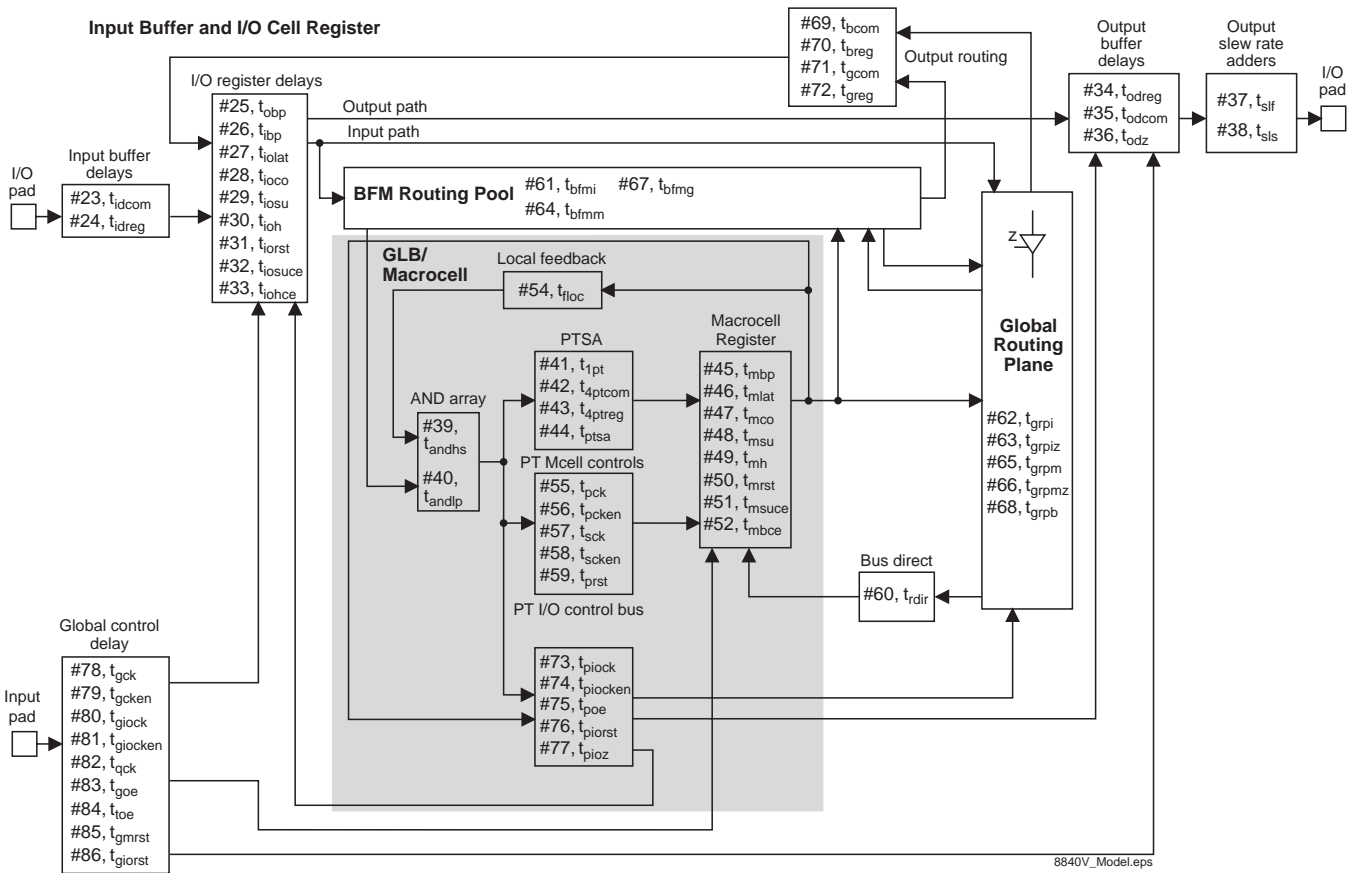 Input Buffer and I/O Cell Register
I/O register delays
#25, tobp
#26, tibp
#27, tiolat
#28, tioco
#29, tiosu
#30, tioh
#31, tiorst
#32, tiosuce
#33, tiohce
I/O
pad
Input buffer
delays
#23, tidcom
#24, tidreg
Output path
Input path
#69, tbcom
#70, tbreg
#71, tgcom
#72, tgreg
Output routing
Output
buffer
delays
#34, todreg
#35, todcom
#36, todz
Output
slew rate
adders
#37, tslf
#38, tsls
I/O
pad
BFM Routing Pool
#61, tbfmi
#67, tbfmg
#64, tbfmm
GLB/
Macrocell
Local feedback
#54, tfloc
PTSA
#41, t1pt
#42, t4ptcom
#43, t4ptreg
#44, tptsa
AND array
#39,
tandhs
#40,
tandlp
PT Mcell controls
#55, tpck
#56, tpcken
#57, tsck
#58, tscken
#59, tprst
Macrocell
Register
#45, tmbp
#46, tmlat
#47, tmco
#48, tmsu
#49, tmh
#50, tmrst
#51, tmsuce
#52, tmbce
z
Global
Routing
Plane
#62, tgrpi
#63, tgrpiz
#65, tgrpm
#66, tgrpmz
#68, tgrpb
Bus direct
#60, trdir
PT I/O control bus
#73, tpiock
#74, tpiocken
#75, tpoe
#76, tpiorst
#77, tpioz
Global control
delay
Input
pad
#78, tgck
#79, tgcken
#80, tgiock
#81, tgiocken
#82, tqck
#83, tgoe
#84, ttoe
#85, tgmrst
#86, tgiorst
8840V_Model.eps